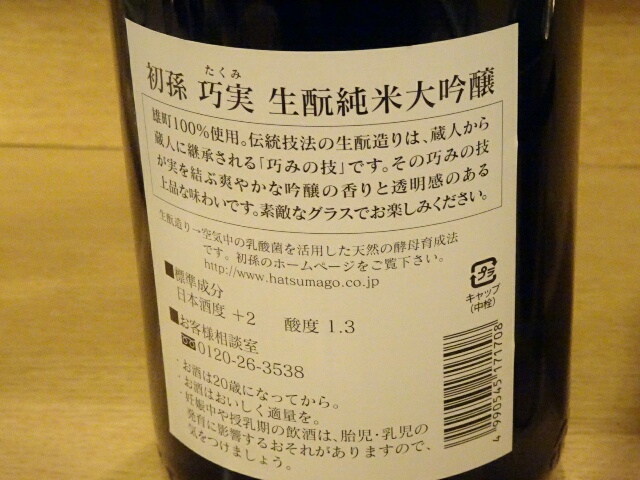 たくみ
初孫 巧実 生酛純米大吟醸
雄町100%使用。伝統技法の生酛造りは、蔵人から
蔵人に継承される「巧みの技」です。その巧みの技
が実を結ぶ爽やかな吟醸の香りと透明感のある
上品な味わいです。素敵なグラスでお楽しみください。
生酛造り→空気中の乳酸菌を活用した天然の酵母育成法
です。初孫のホームページをご覧下さい。
http://www.hatsumago.co.jp
■標準成分
日本酒度 +2 酸度 1.3
■お客様相談室
0120-26-3538
・お酒は20歳になってから。
・お酒はおいしく適量を。
・妊娠中や授乳期の飲酒は、胎児・乳児の
発育に影響するおそれがありますので、
気をつけましょう。
プラ
キャップ
(中栓)
4 990545 171708